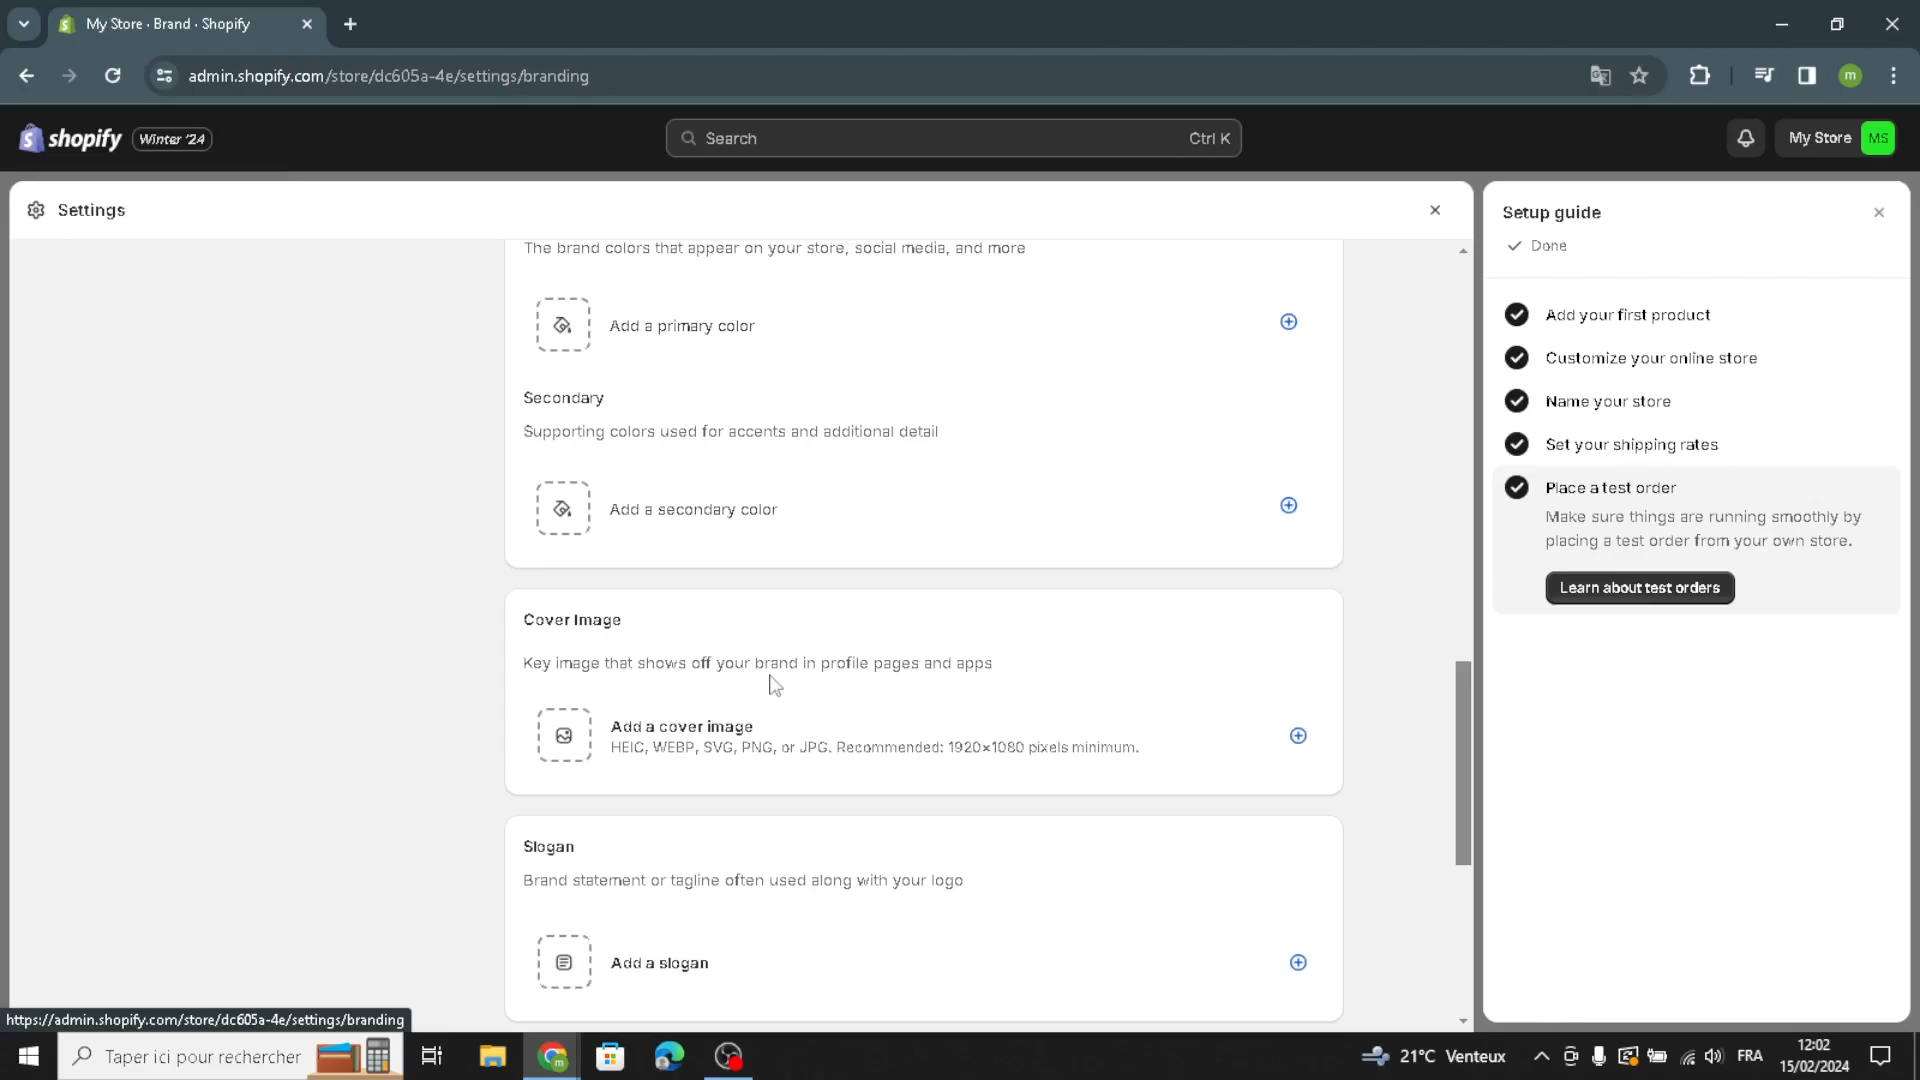 My Store · Brand · Shopify
admin.shopify.com/store/dc605a-4e/settings/branding
m
shopify
Winter '24
Search
Ctrl K
My Store
MS
Settings
The brand colors that appear on your store, social media, and more
Add a primary color
Secondary
Supporting colors used for accents and additional detail
Add a secondary color
Cover Image
Key image that shows off your brand in profile pages and apps
Add a cover image
HEIC, WEBP, SVG, PNG, or JPG. Recommended: 1920×1080 pixels minimum.
Slogan
Brand statement or tagline often used along with your logo
Add a slogan
Setup guide
Done
Add your first product
Customize your online store
Name your store
Set your shipping rates
Place a test order
Make sure things are running smoothly by
placing a test order from your own store.
Learn about test orders
https://admin.shopify.com/store/dc605a-4e/settings/branding
Taper ici pour rechercher
21°C Venteux
FRA
12:02
15/02/2024